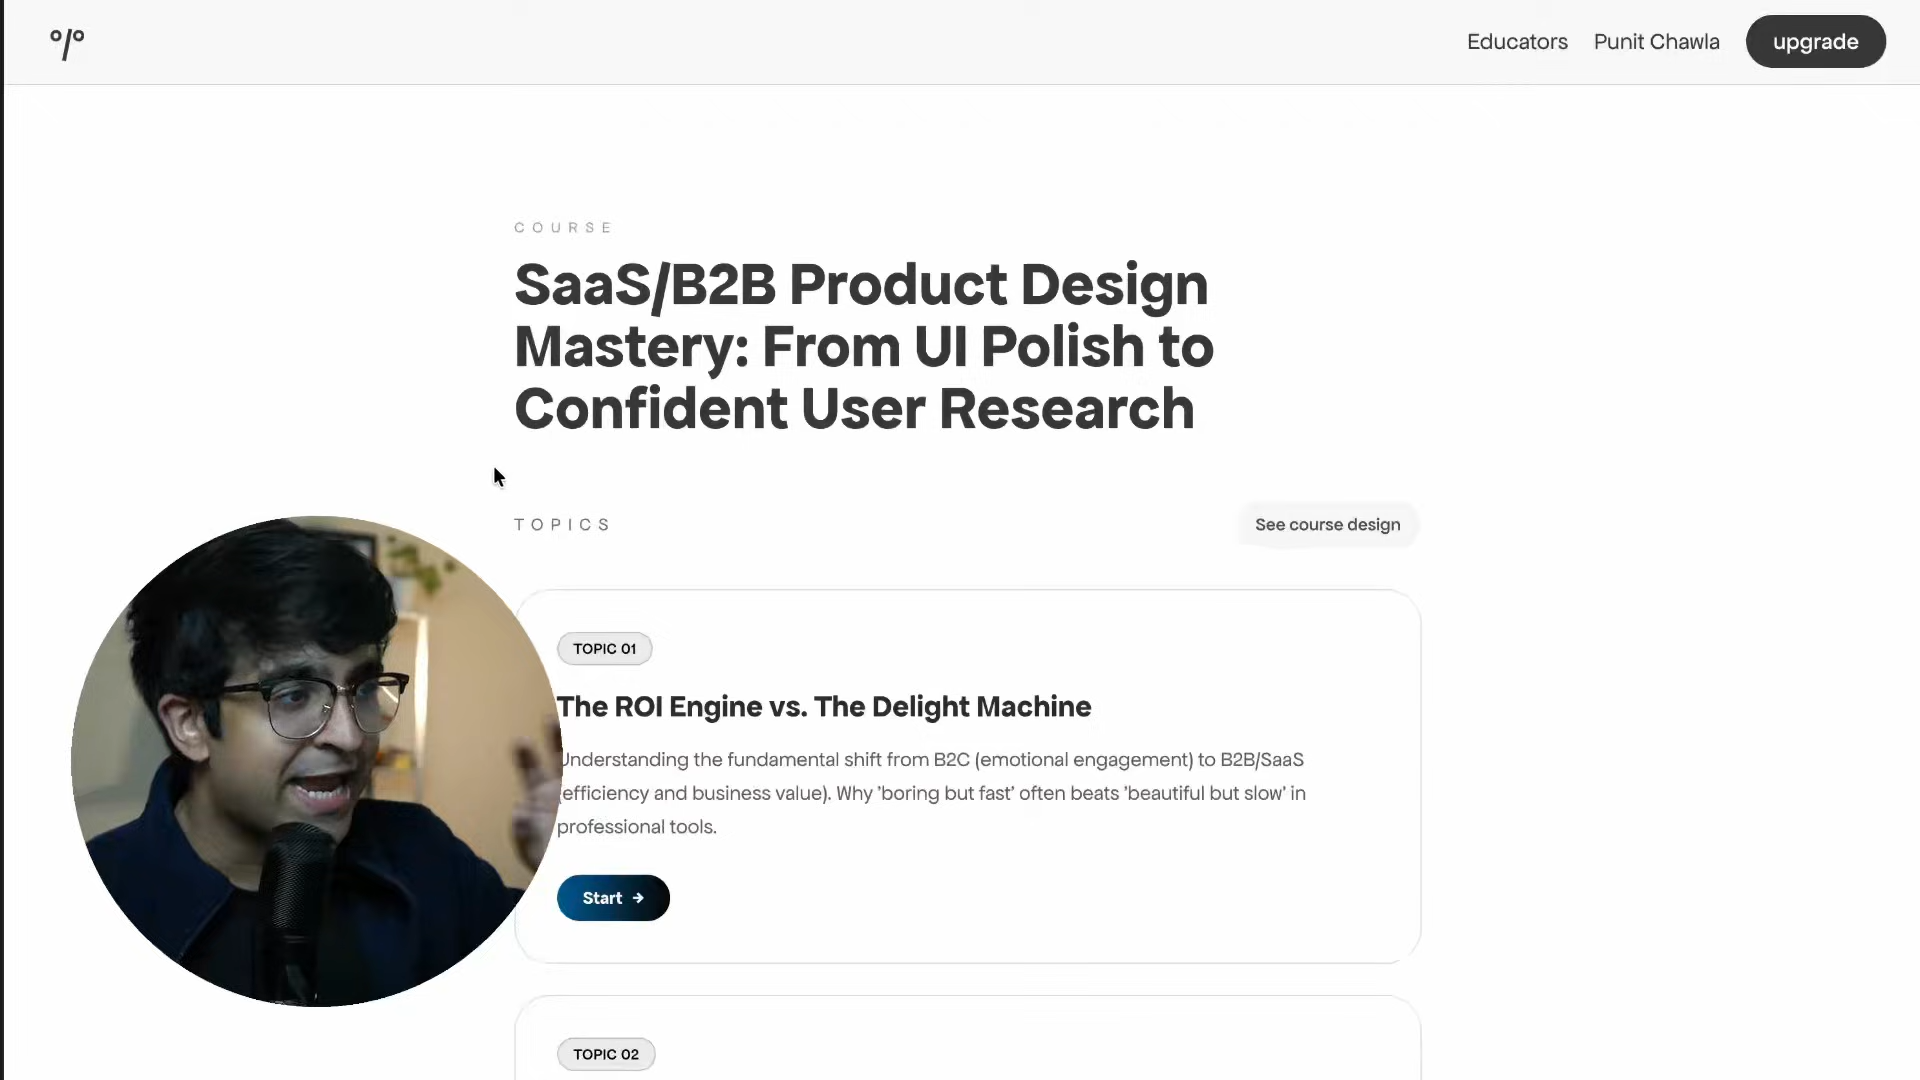 Educators Punit Chawla upgrade
COURSE
SaaS/B2B Product Design
Mastery: From UI Polish to
Confident User Research
TOPICS See course design
TOPIC 01
The ROI Engine vs. The Delight Machine
Understanding the fundamental shift from B2C (emotional engagement) to B2B/SaaS
(efficiency and business value). Why 'boring but fast' often beats 'beautiful but slow' in
professional tools.
Start →
TOPIC 02